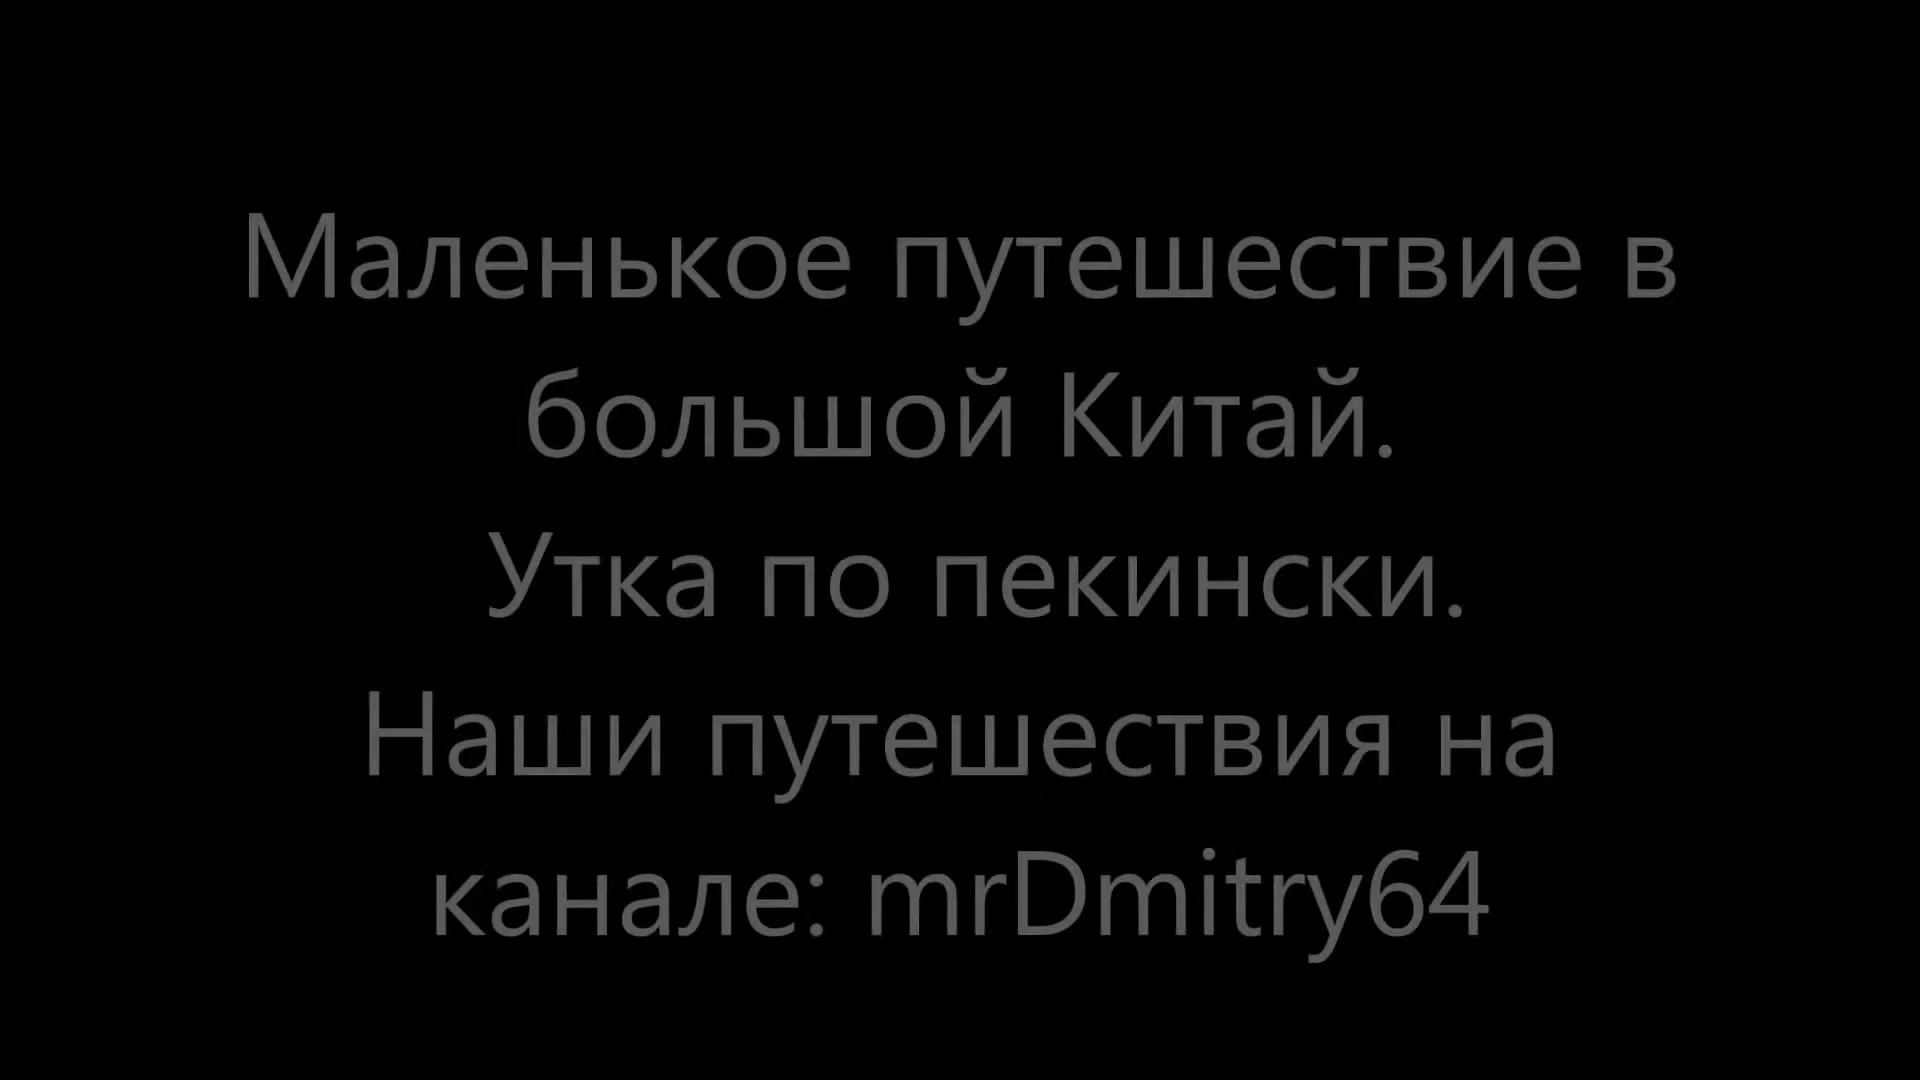 Маленькое путешествие в
большой Китай.
Утка по пекински.
Наши путешествия на
канале: mrDmitry64